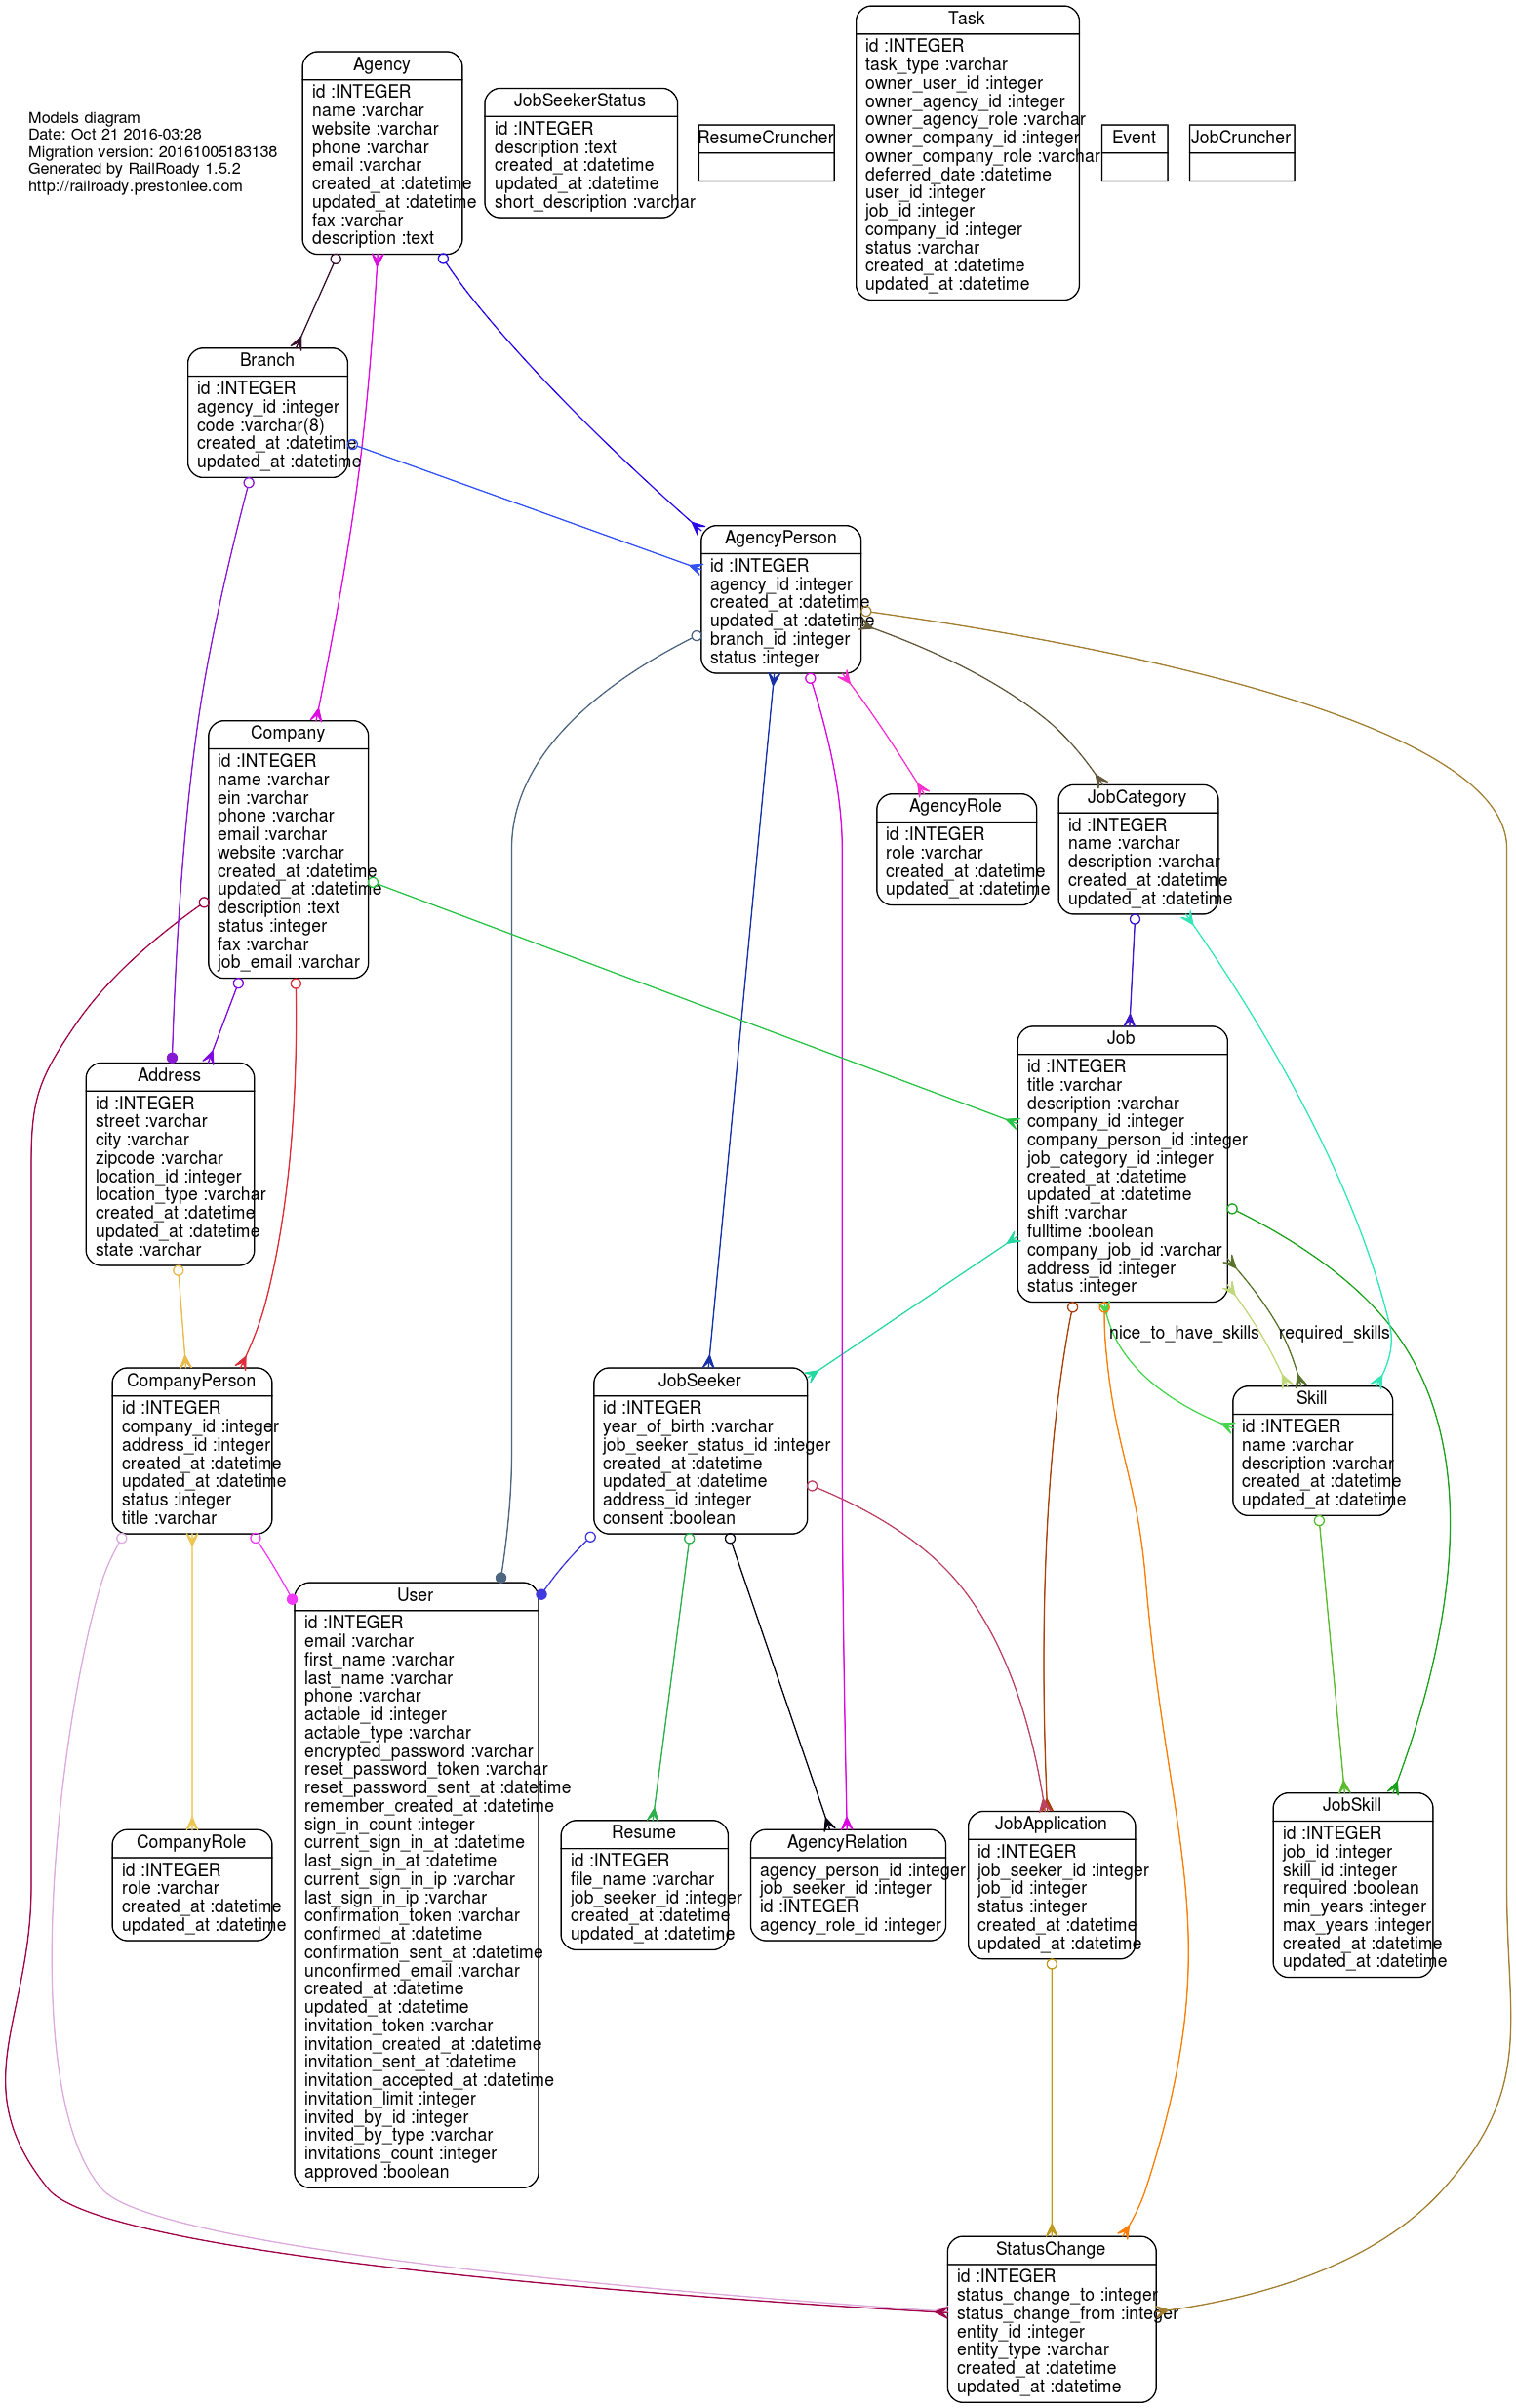 Models diagram
Date: Oct 21 2016-03:28
Migration version: 20161005183138
Generated by RailRoady 1.5.2
http://railroady.prestonlee.com
Agency
id :INTEGER
name :varchar
website :varchar
phone :varchar
email :varchar
created_at :datetime
updated_at :datetime
fax :varchar
description :text
JobSeekerStatus
id :INTEGER
description :text
created_at :datetime
updated_at :datetime
short_description :varchar
ResumeCruncher
Task
id :INTEGER
task_type :varchar
owner_user_id :integer
owner_agency_id :integer
owner_agency_role :varchar
owner_company_id :integer
owner_company_role :varchar
deferred_date :datetime
user_id :integer
job_id :integer
company_id :integer
status :varchar
created_at :datetime
updated_at :datetime
Event
JobCruncher
Branch
id :INTEGER
agency_id :integer
code :varchar(8)
created_at :datetime
updated_at :datetime
AgencyPerson
id :INTEGER
agency_id :integer
created_at :datetime
updated_at :datetime
branch_id :integer
status :integer
Company
id :INTEGER
name :varchar
ein :varchar
phone :varchar
email :varchar
website :varchar
created_at :datetime
updated_at :datetime
description :text
status :integer
fax :varchar
job_email :varchar
AgencyRole
id :INTEGER
role :varchar
created_at :datetime
updated_at :datetime
JobCategory
id :INTEGER
name :varchar
description :varchar
created_at :datetime
updated_at :datetime
Address
id :INTEGER
street :varchar
city :varchar
zipcode :varchar
location_id :integer
location_type :varchar
created_at :datetime
updated_at :datetime
state :varchar
Job
id :INTEGER
title :varchar
description :varchar
company_id :integer
company_person_id :integer
job_category_id :integer
created_at :datetime
updated_at :datetime
shift :varchar
fulltime :boolean
company_job_id :varchar
address_id :integer
status :integer
nice_to_have_skills
required_skills
CompanyPerson
id :INTEGER
company_id :integer
address_id :integer
created_at :datetime
updated_at :datetime
status :integer
title :varchar
JobSeeker
id :INTEGER
year_of_birth :varchar
job_seeker_status_id :integer
created_at :datetime
updated_at :datetime
address_id :integer
consent :boolean
Skill
id :INTEGER
name :varchar
description :varchar
created_at :datetime
updated_at :datetime
User
id :INTEGER
email :varchar
first_name :varchar
last_name :varchar
phone :varchar
actable_id :integer
actable_type :varchar
encrypted_password :varchar
reset_password_token :varchar
reset_password_sent_at :datetime
remember_created_at :datetime
sign_in_count :integer
current_sign_in_at :datetime
last_sign_in_at :datetime
current_sign_in_ip :varchar
last_sign_in_ip :varchar
confirmation_token :varchar
confirmed_at :datetime
confirmation_sent_at :datetime
unconfirmed_email :varchar
created_at :datetime
updated_at :datetime
invitation_token :varchar
invitation_created_at :datetime
invitation_sent_at :datetime
invitation_accepted_at :datetime
invitation_limit :integer
invited_by_id :integer
invited_by_type :varchar
invitations_count :integer
approved :boolean
CompanyRole
id :INTEGER
role :varchar
created_at :datetime
updated_at :datetime
Resume
id :INTEGER
file_name :varchar
job_seeker_id :integer
created_at :datetime
updated_at :datetime
AgencyRelation
agency_person_id :integer
job_seeker_id :integer
id :INTEGER
agency_role_id :integer
JobApplication
id :INTEGER
job_seeker_id :integer
job_id :integer
status :integer
created_at :datetime
updated_at :datetime
JobSkill
id :INTEGER
job_id :integer
skill_id :integer
required :boolean
min_years :integer
max_years :integer
created_at :datetime
updated_at :datetime
StatusChange
id :INTEGER
status_change_to :integer
status_change_from :integer
entity_id :integer
entity_type :varchar
created_at :datetime
updated_at :datetime